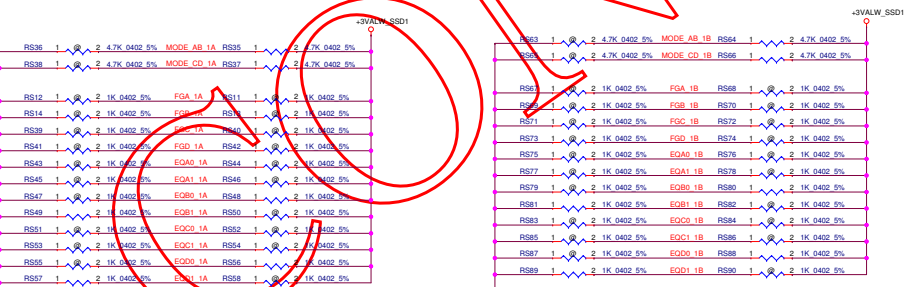 +3VALW_SSD1
RS36 1 @ 2 4.7K_0402_5% MODE_AB_1A RS35 1 2 4.7K_0402_5%
RS38 1 @ 2 4.7K_0402_5% MODE_CD_1A RS37 1 2 4.7K_0402_5%
RS12 1 @ 2 1K_0402_5% FGA_1A RS11 1 @ 2 1K_0402_5%
RS14 1 @ 2 1K_0402_5% 1 @ 2 1K_0402_5%
RS39 1 @ 2 1K_0402_5% FGC_1A RS40 1 @ 2 1K_0402_5%
RS41 1 @ 2 1K_0402_5% FGD_1A RS42 1 @ 2 1K_0402_5%
RS43 1 @ 2 1K_0402_5% EQA0_1A RS44 1 @ 2 1K_0402_5%
RS45 1 @ 2 1K_0402_5% EQA1_1A RS46 1 @ 2 1K_0402_5%
RS47 1 @ 2 1K_0402_5% EQB0_1A RS48 1 @ 2 1K_0402_5%
RS49 1 2 1K_0402_5% EQB1_1A RS50 1 @ 2 1K_0402_5%
RS51 1 @ 2 1K_0402_5% EQC0_1A RS52 1 @ 2 1K_0402_5%
RS53 1 @ 2 1K_0402_5% EQC1_1A RS54 1 @ 2 1K_0402_5%
RS55 1 @ 2 1K_0402_5% EQD0_1A RS56 1 2 1K_0402_5%
RS57 1 @ 2 1K_0402_5% EQD1_1A RS58 1 @ 2 1K_0402_5%
+3VALW_SSD1
RS63 1 @ 2 4.7K_0402_5% MODE_AB_1B RS64 1 2 4.7K_0402_5%
RS65 1 @ 2 4.7K_0402_5% MODE_CD_1B RS66 1 2 4.7K_0402_5%
RS67 1 @ 2 1K_0402_5% FGA_1B RS68 1 @ 2 1K_0402_5%
RS69 1 @ 2 1K_0402_5% FGB_1B RS70 1 @ 2 1K_0402_5%
RS71 1 @ 2 1K_0402_5% FGC_1B RS72 1 @ 2 1K_0402_5%
RS73 1 @ 2 1K_0402_5% FGD_1B RS74 1 @ 2 1K_0402_5%
RS75 1 @ 2 1K_0402_5% EQA0_1B RS76 1 @ 2 1K_0402_5%
RS77 1 @ 2 1K_0402_5% EQA1_1B RS78 1 @ 2 1K_0402_5%
RS79 1 @ 2 1K_0402_5% EQB0_1B RS80 1 @ 2 1K_0402_5%
RS81 1 2 1K_0402_5% EQB1_1B RS82 1 @ 2 1K_0402_5%
RS83 1 @ 2 1K_0402_5% EQC0_1B RS84 1 @ 2 1K_0402_5%
RS85 1 @ 2 1K_0402_5% EQC1_1B RS86 1 @ 2 1K_0402_5%
RS87 1 @ 2 1K_0402_5% EQD0_1B RS88 1 @ 2 1K_0402_5%
RS89 1 2 1K_0402_5% EQD1_1B RS90 1 @ 2 1K_0402_5%